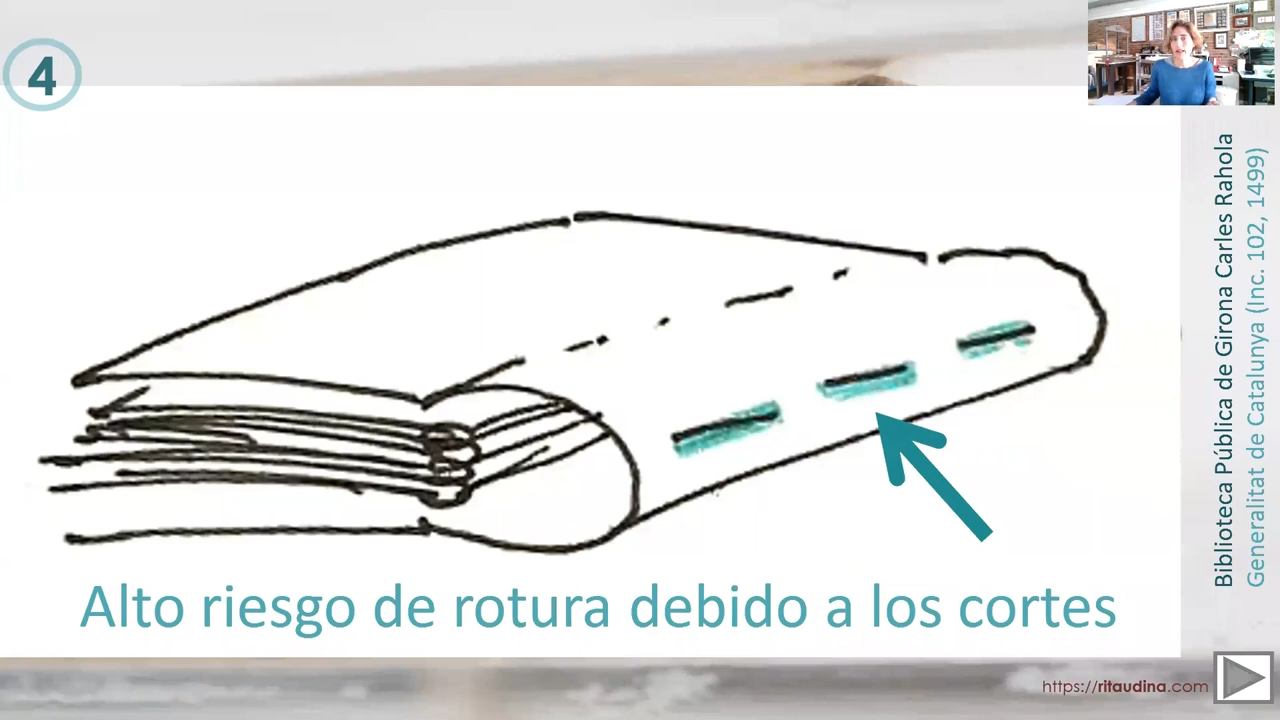 4
Biblioteca Pública de Girona Carles Rahola
Generalitat de Catalunya (Inc. 102, 1499)
Alto riesgo de rotura debido a los cortes
https://ritaudina.com